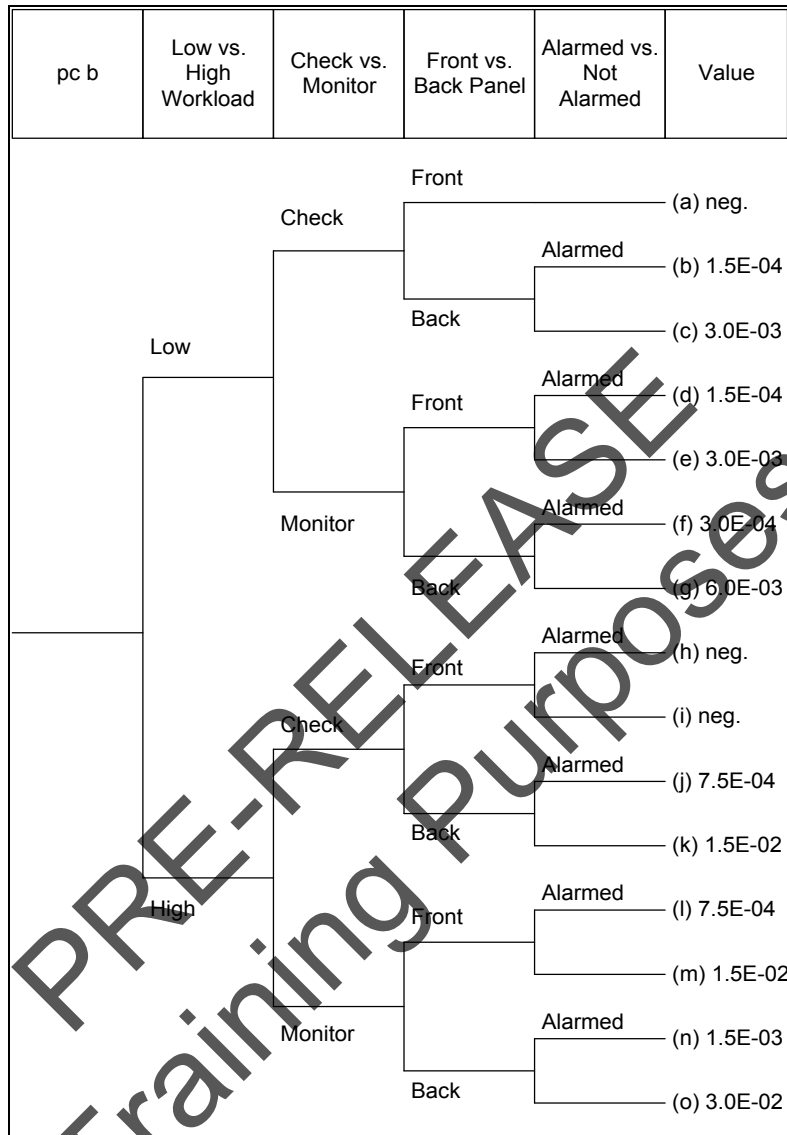 pc b
Low vs.
High
Workload
Check vs.
Monitor
Front vs.
Back Panel
Alarmed vs.
Not
Alarmed
Value
Front
(a) neg.
Check
Alarmed
(b) 1.5E-04
Back
(c) 3.0E-03
Low
Alarmed
(d) 1.5E-04
Front
(e) 3.0E-03
Alarmed
(f) 3.0E-04
Monitor
Back
(g) 6.0E-03
Alarmed
(h) neg.
Front
(i) neg.
Check
Alarmed
(j) 7.5E-04
Back
(k) 1.5E-02
High
Alarmed
(l) 7.5E-04
Front
(m) 1.5E-02
Monitor
Alarmed
(n) 1.5E-03
Back
(o) 3.0E-02
PRE-RELEASE
Training Purposes